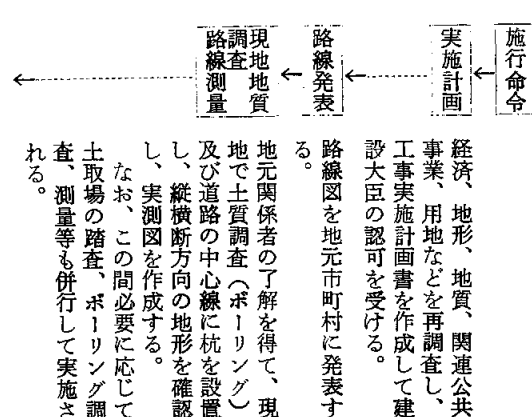 施行命令
実施計画
路線発表
現地地質
調査
路線測量
経済、地形、地質、関連公共
事業、用地などを再調査し、
工事実施計画書を作成して建
設大臣の認可を受ける。
路線図を地元市町村に発表す
る。
地元関係者の了解を得て、現
地で土質調査(ボーリング)
及び道路の中心線に杭を設置
し、縦横断方向の地形を確認
し、実測図を作成する。
なお、この間必要に応じて
土取場の踏査、ボーリング調
査、測量等も併行して実施さ
れる。